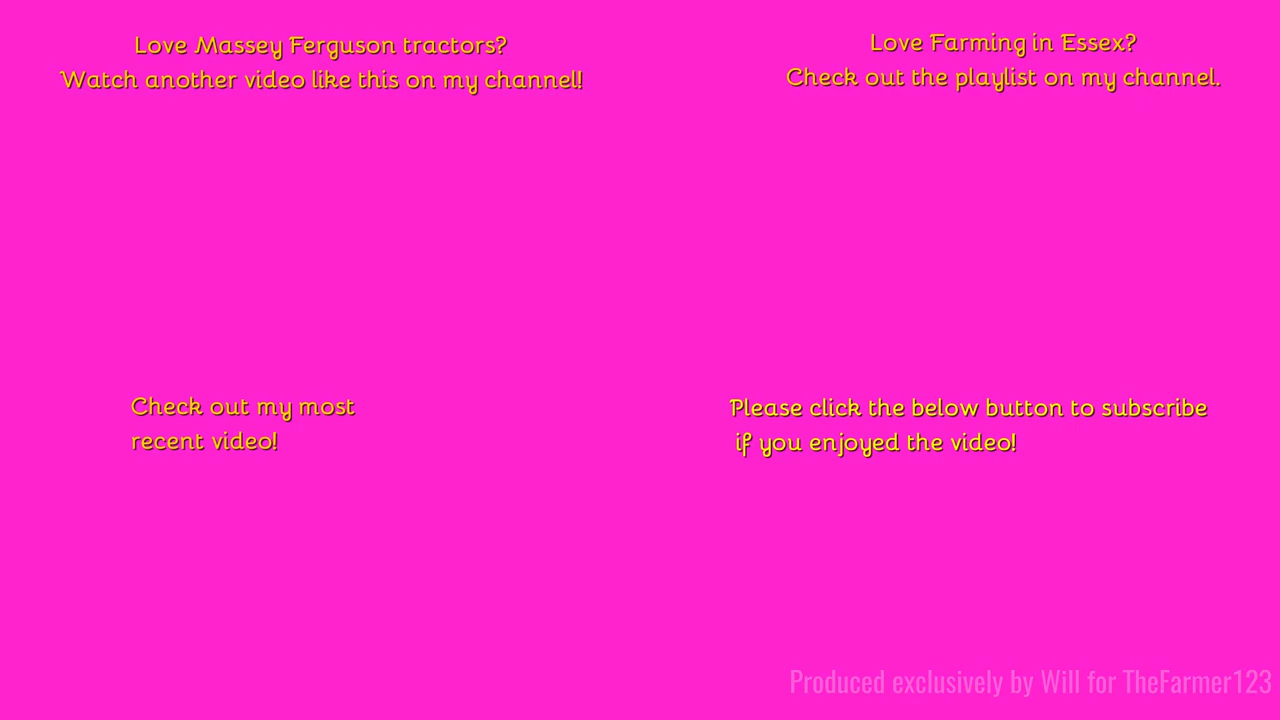 Love Massey Ferguson tractors?
Watch another video like this on my channel!
Love Farming in Essex?
Check out the playlist on my channel.
Check out my most
recent video!
Please click the below button to subscribe
if you enjoyed the video!
Produced exclusively by Will for TheFarmer123